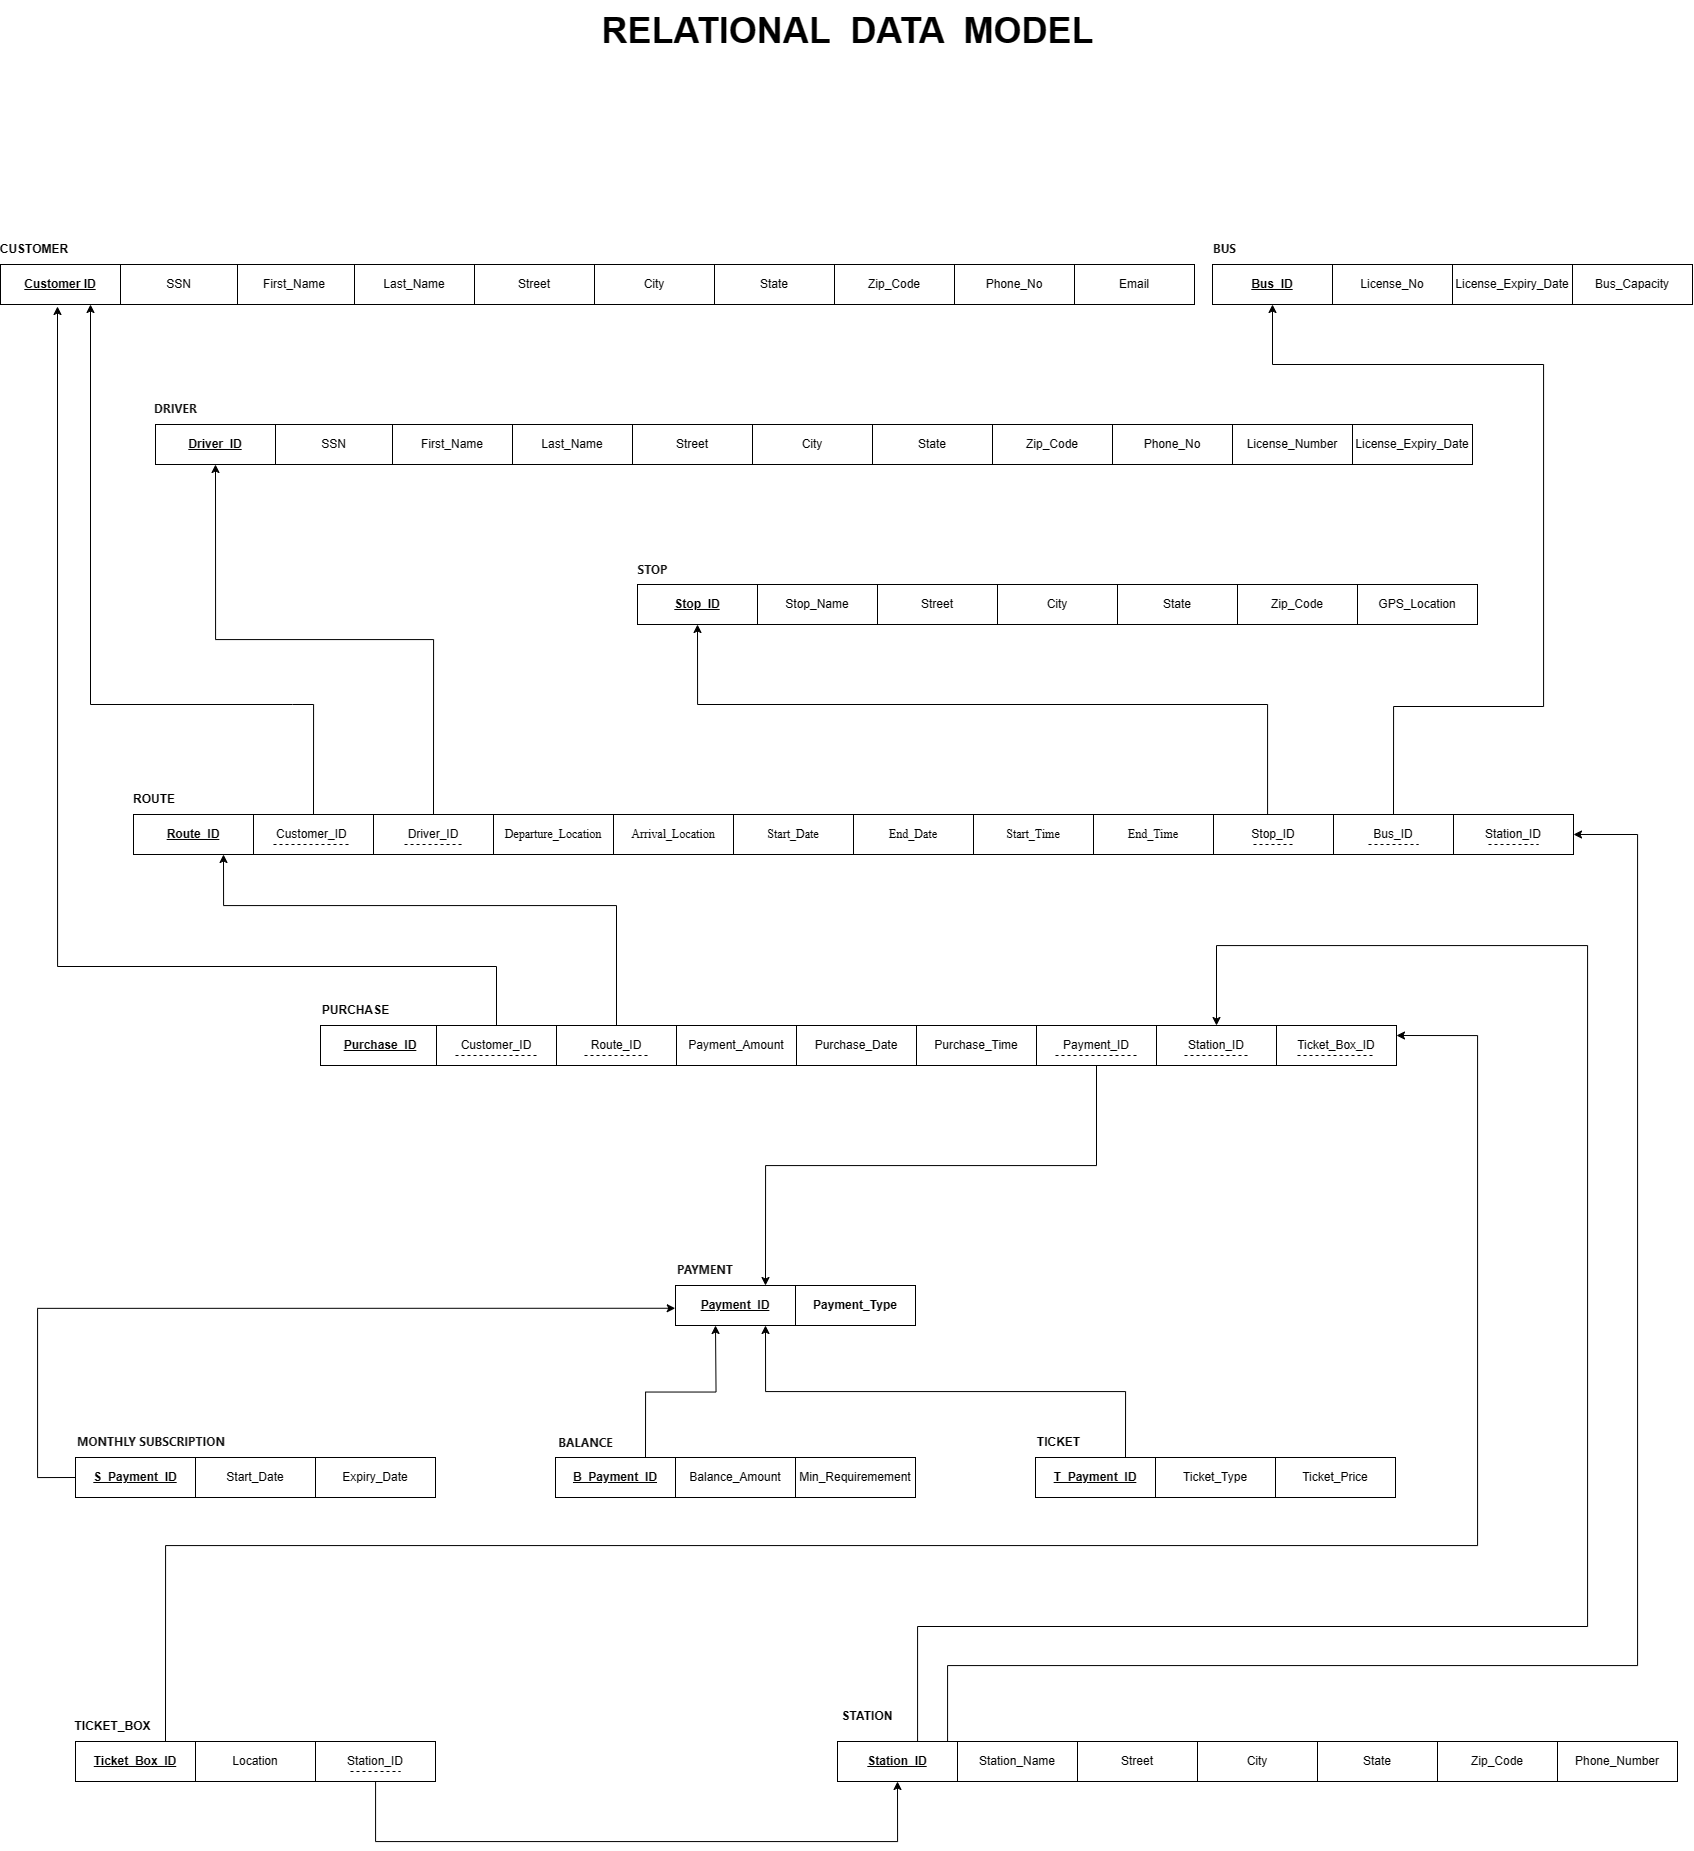 RELATIONAL DATA MODEL
CUSTOMER
Customer ID SSN First_Name Last_Name Street City State Zip_Code Phone_No Email
BUS
Bus_ID License_No License_Expiry_Date Bus_Capacity
DRIVER
Driver_ID SSN First_Name Last_Name Street City State Zip_Code Phone_No License_Number License_Expiry_Date
STOP
Stop_ID Stop_Name Street City State Zip_Code GPS_Location
ROUTE
Route_ID Customer_ID Driver_ID Departure_Location Arrival_Location Start_Date End_Date Start_Time End_Time Stop_ID Bus_ID Station_ID
PURCHASE
Purchase_ID Customer_ID Route_ID Payment_Amount Purchase_Date Purchase_Time Payment_ID Station_ID Ticket_Box_ID
PAYMENT
Payment_ID Payment_Type
MONTHLY SUBSCRIPTION
S_Payment_ID Start_Date Expiry_Date
BALANCE
B_Payment_ID Balance_Amount Min_Requiremement
TICKET
T_Payment_ID Ticket_Type Ticket_Price
TICKET_BOX
Ticket_Box_ID Location Station_ID
STATION
Station_ID Station_Name Street City State Zip_Code Phone_Number